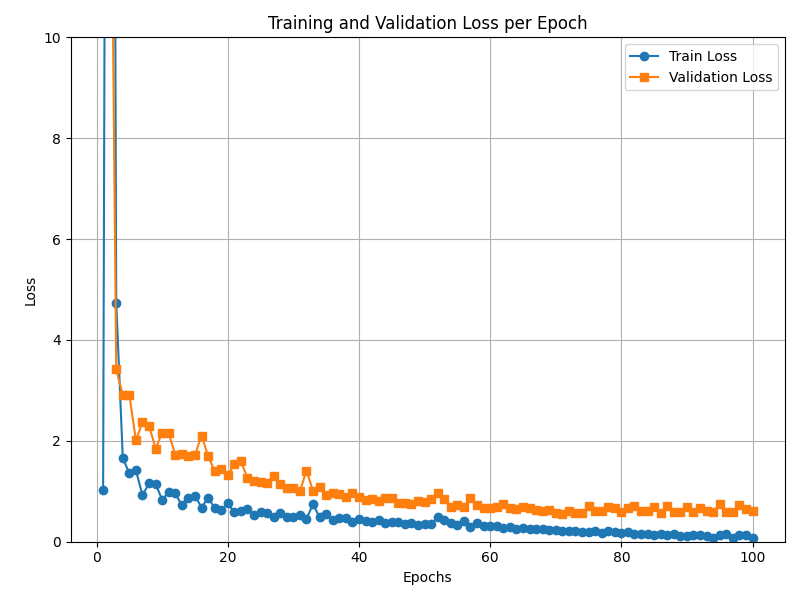 Training and Validation Loss per Epoch
Train Loss
Validation Loss
10
8
6
4
2
0
Loss
0 20 40 60 80 100
Epochs